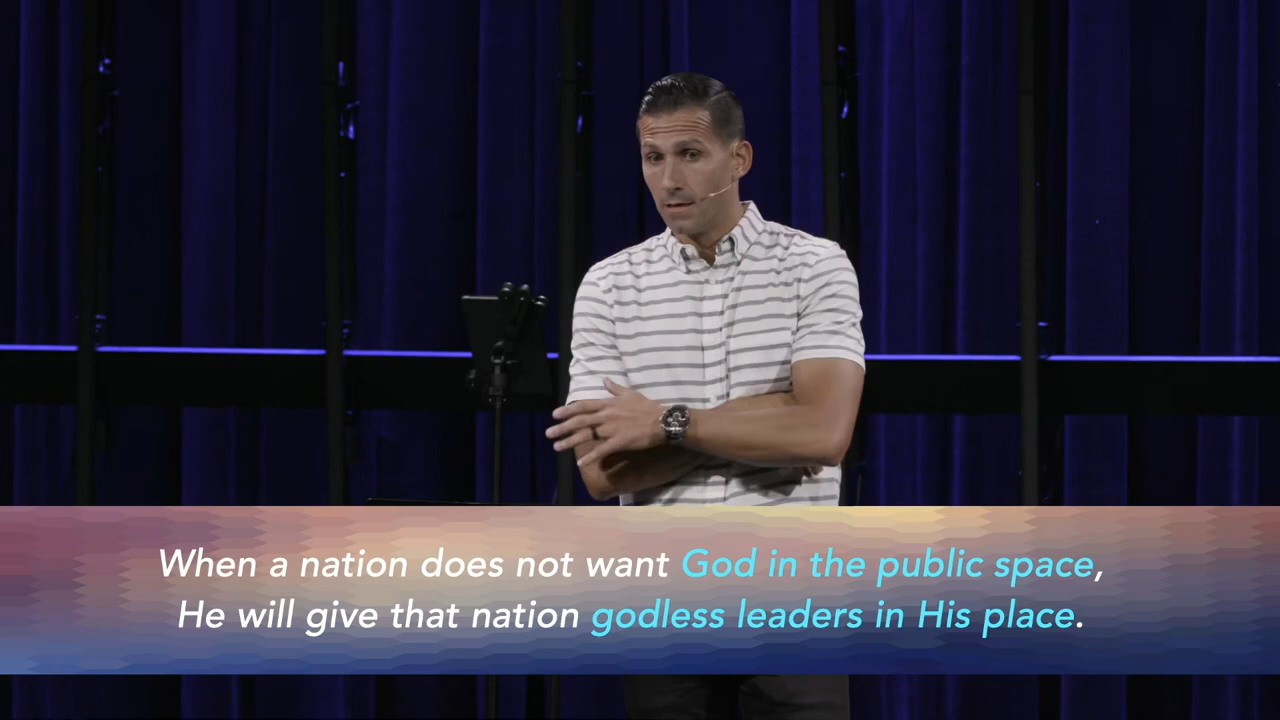 When a nation does not want God in the public space,
He will give that nation godless leaders in His place.